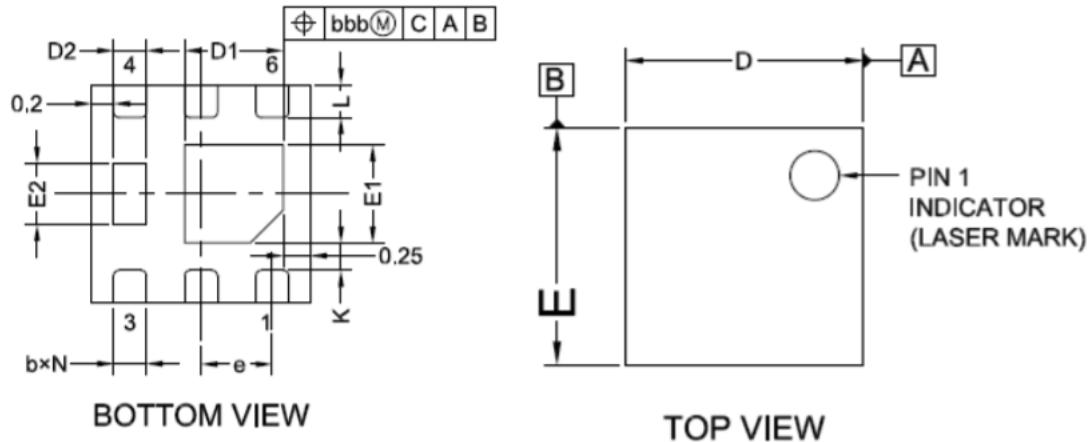 ⌖ bbbⓂ C A B
D2
4
D1
6
0.2
L
E2
E1
0.25
K
3
1
b×N
e
BOTTOM VIEW
D
A
B
E
PIN 1
INDICATOR
(LASER MARK)
TOP VIEW